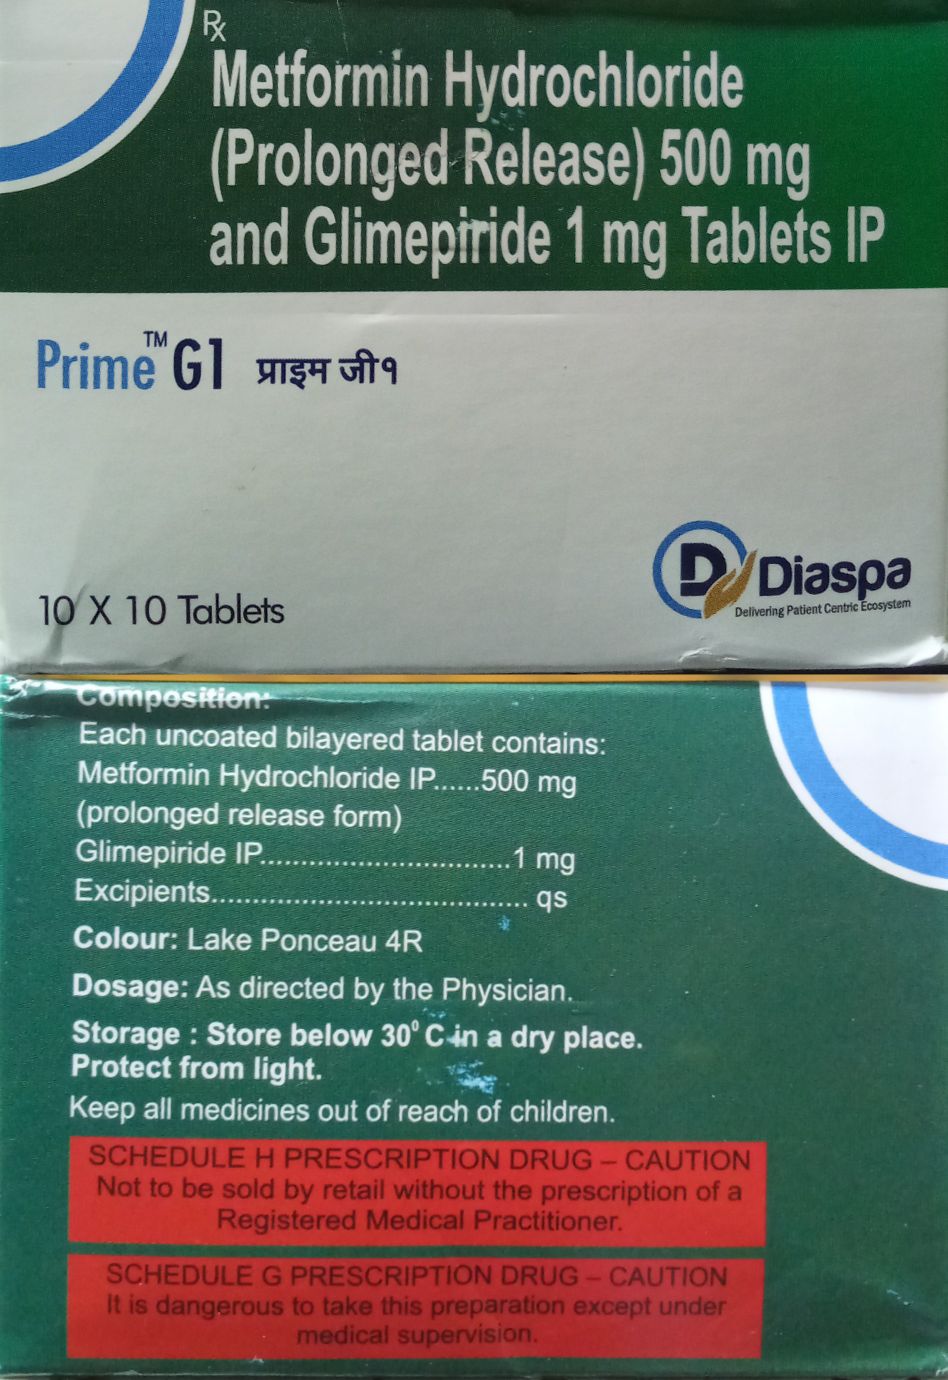 Rx
Metformin Hydrochloride
(Prolonged Release) 500 mg
and Glimepiride 1 mg Tablets IP
Prime™ G1 प्राइम जी१
10 X 10 Tablets
D Diaspa
Delivering Patient Centric Ecosystem
Composition:
Each uncoated bilayered tablet contains:
Metformin Hydrochloride IP......500 mg
(prolonged release form)
Glimepiride IP...............................1 mg
Excipients...................................... qs
Colour: Lake Ponceau 4R
Dosage: As directed by the Physician.
Storage : Store below 30⁰ C in a dry place.
Protect from light.
Keep all medicines out of reach of children.
SCHEDULE H PRESCRIPTION DRUG – CAUTION
Not to be sold by retail without the prescription of a
Registered Medical Practitioner.
SCHEDULE G PRESCRIPTION DRUG – CAUTION
It is dangerous to take this preparation except under
medical supervision.